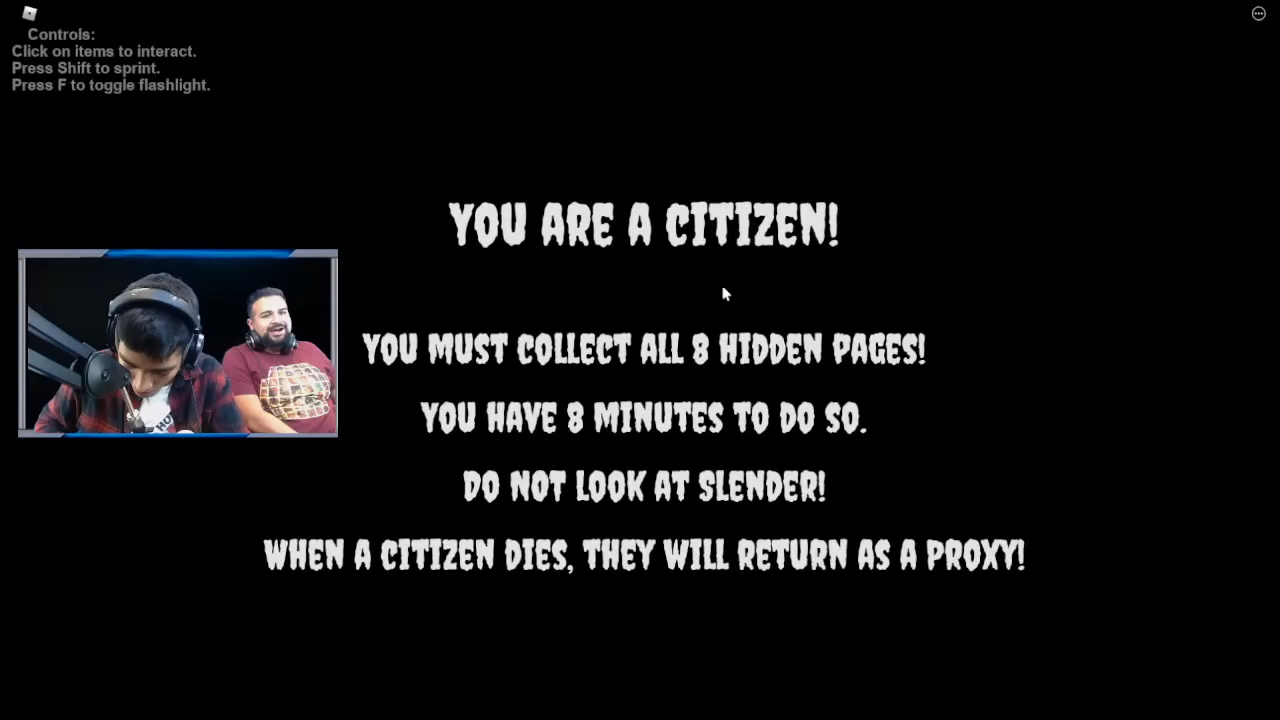 Controls:
Click on items to interact.
Press Shift to sprint.
Press F to toggle flashlight.
YOU ARE A CITIZEN!
YOU MUST COLLECT ALL 8 HIDDEN PAGES!
YOU HAVE 8 MINUTES TO DO SO.
DO NOT LOOK AT SLENDER!
WHEN A CITIZEN DIES, THEY WILL RETURN AS A PROXY!